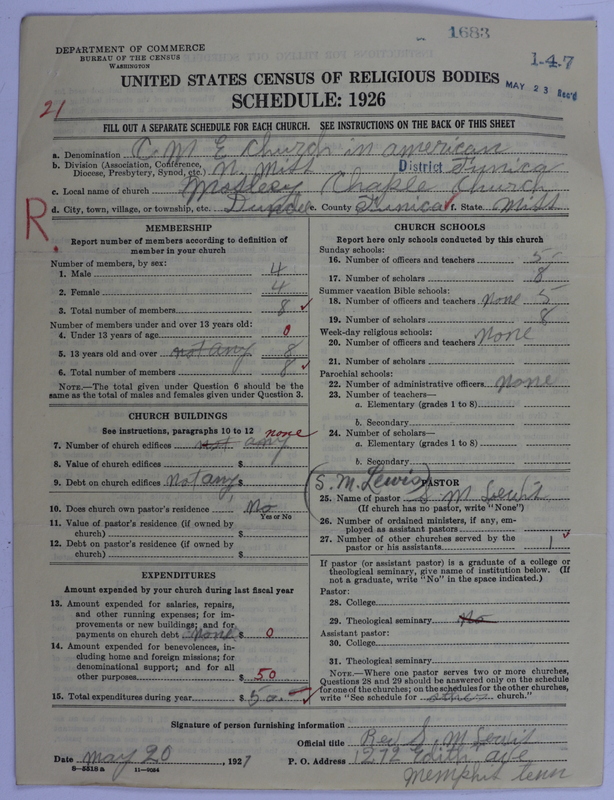 1683
DEPARTMENT OF COMMERCE
BUREAU OF THE CENSUS
WASHINGTON
1-4-7
MAY 23 Rec'd
UNITED STATES CENSUS OF RELIGIOUS BODIES
SCHEDULE: 1926
21
FILL OUT A SEPARATE SCHEDULE FOR EACH CHURCH. SEE INSTRUCTIONS ON THE BACK OF THIS SHEET
a. Denomination C M E Church in american
b. Division (Association, Conference, Diocese, Presbytery, Synod, etc.) N. Miss District Tunica
c. Local name of church Chaple Church
d. City, town, village, or township, etc. Dundee e. County Tunica f. State Miss
R.
MEMBERSHIP
Report number of members according to definition of member in your church
Number of members, by sex:
1. Male 4
2. Female 4
3. Total number of members 8
Number of members under and over 13 years old:
4. Under 13 years of age 0
5. 13 years old and over not any 8
6. Total number of members 8
NOTE.—The total given under Question 6 should be the same as the total of males and females given under Question 3.
CHURCH BUILDINGS
See instructions, paragraphs 10 to 12
none
7. Number of church edifices not any
8. Value of church edifices $
9. Debt on church edifices not any $
10. Does church own pastor's residence No
Yes or No
11. Value of pastor's residence (if owned by church) $
12. Debt on pastor's residence (if owned by church) $
EXPENDITURES
Amount expended by your church during last fiscal year
13. Amount expended for salaries, repairs, and other running expenses; for improvements or new buildings; and for payments on church debt none $ 0
14. Amount expended for benevolences, including home and foreign missions; for denominational support; and for all other purposes $ 50
15. Total expenditures during year $ 50
CHURCH SCHOOLS
Report here only schools conducted by this church
Sunday schools:
16. Number of officers and teachers 5
17. Number of scholars 8
Summer vacation Bible schools:
18. Number of officers and teachers none 5
19. Number of scholars 8
Week-day religious schools:
20. Number of officers and teachers none
21. Number of scholars
Parochial schools:
22. Number of administrative officers none
23. Number of teachers—
a. Elementary (grades 1 to 8)
b. Secondary
24. Number of scholars—
a. Elementary (grades 1 to 8)
b. Secondary
S. M. Lewis
PASTOR
25. Name of pastor S M Lewis
(If church has no pastor, write "None")
26. Number of ordained ministers, if any, employed as assistant pastors
27. Number of other churches served by the pastor or his assistants 1
If pastor (or assistant pastor) is a graduate of a college or theological seminary, give name of institution below. (If not a graduate, write "No" in the space indicated.)
Pastor:
28. College
29. Theological seminary No
Assistant pastor:
30. College
31. Theological seminary
NOTE.—Where one pastor serves two or more churches, Questions 28 and 29 should be answered only on the schedule for one of the churches; on the schedules for the other churches, write "See schedule for other church."
Signature of person furnishing information
Official title Rev S. M Lewis
Date May 20, 1927 P. O. Address 1212 Edith ave
Memphis Tenn
6—5518a 11—9094